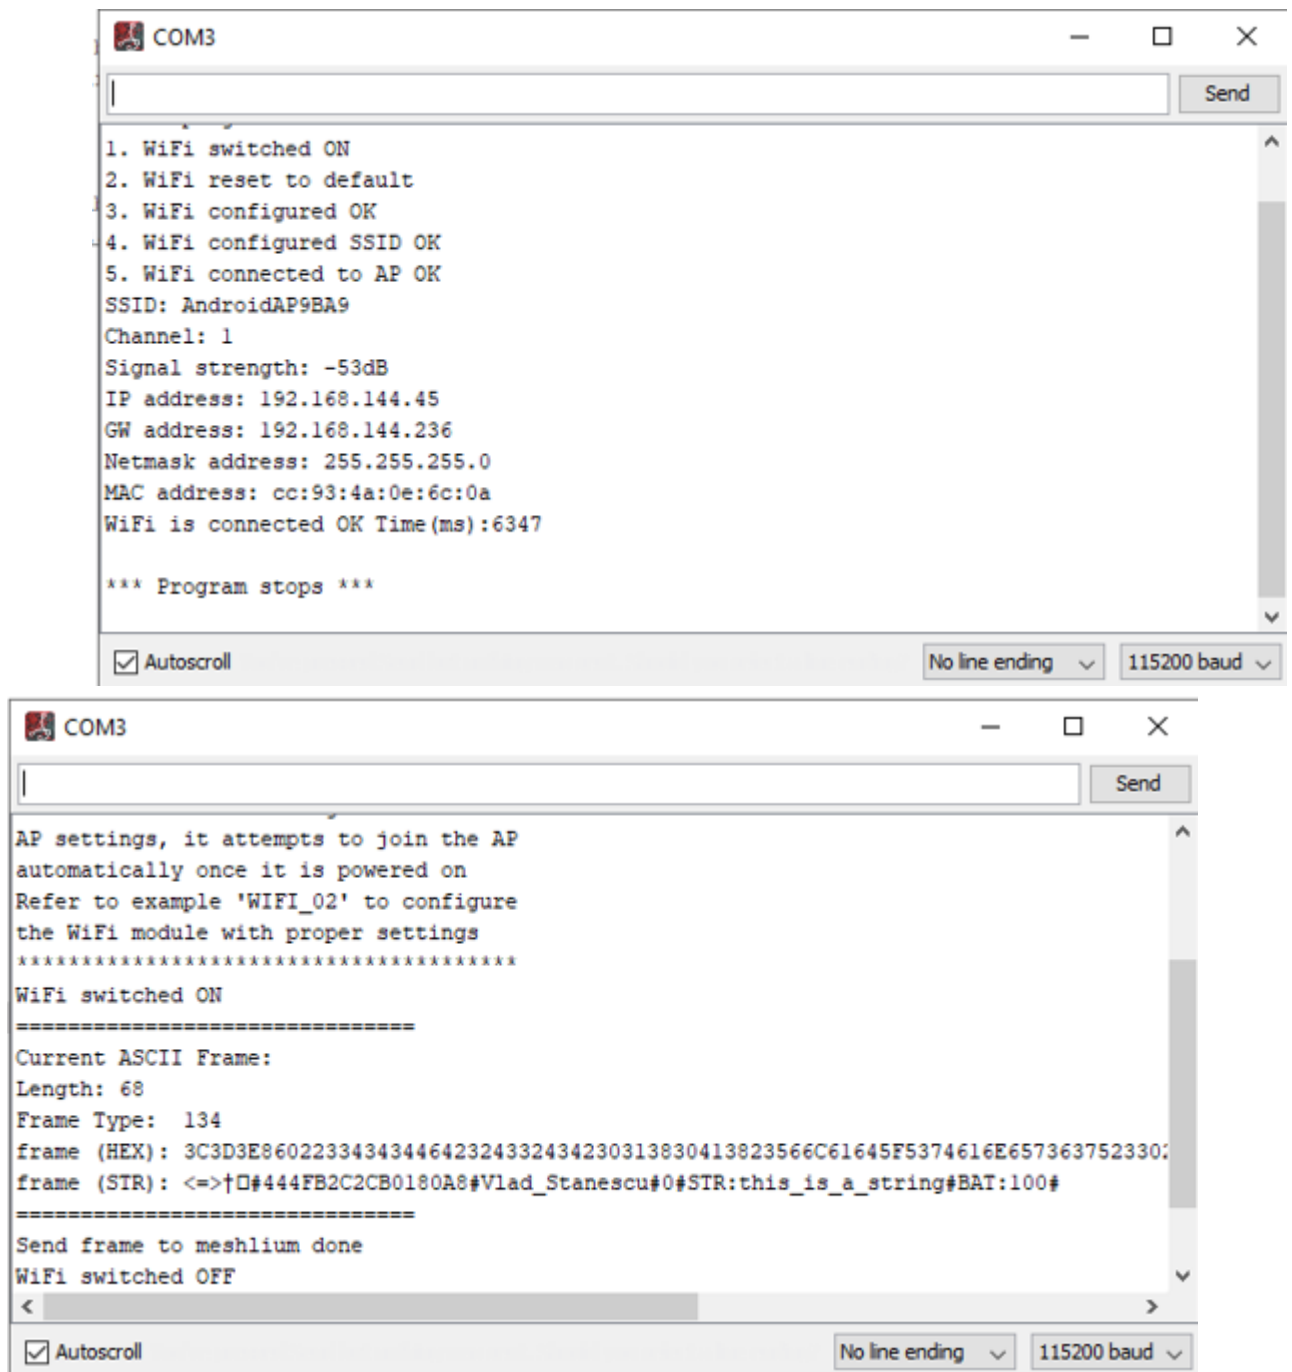 COM3
Send
1. WiFi switched ON
2. WiFi reset to default
3. WiFi configured OK
4. WiFi configured SSID OK
5. WiFi connected to AP OK
SSID: AndroidAP9BA9
Channel: 1
Signal strength: -53dB
IP address: 192.168.144.45
GW address: 192.168.144.236
Netmask address: 255.255.255.0
MAC address: cc:93:4a:0e:6c:0a
WiFi is connected OK Time(ms):6347
*** Program stops ***
Autoscroll No line ending 115200 baud
COM3
Send
AP settings, it attempts to join the AP
automatically once it is powered on
Refer to example 'WIFI_02' to configure
the WiFi module with proper settings
***************************************
WiFi switched ON
===============================
Current ASCII Frame:
Length: 68
Frame Type:  134
frame (HEX): 3C3D3E8602233434344642324332434230313830413823566C61645F5374616E6573637523302
frame (STR): <=>†□#444FB2C2CB0180A8#Vlad_Stanescu#0#STR:this_is_a_string#BAT:100#
===============================
Send frame to meshlium done
WiFi switched OFF
Autoscroll No line ending 115200 baud